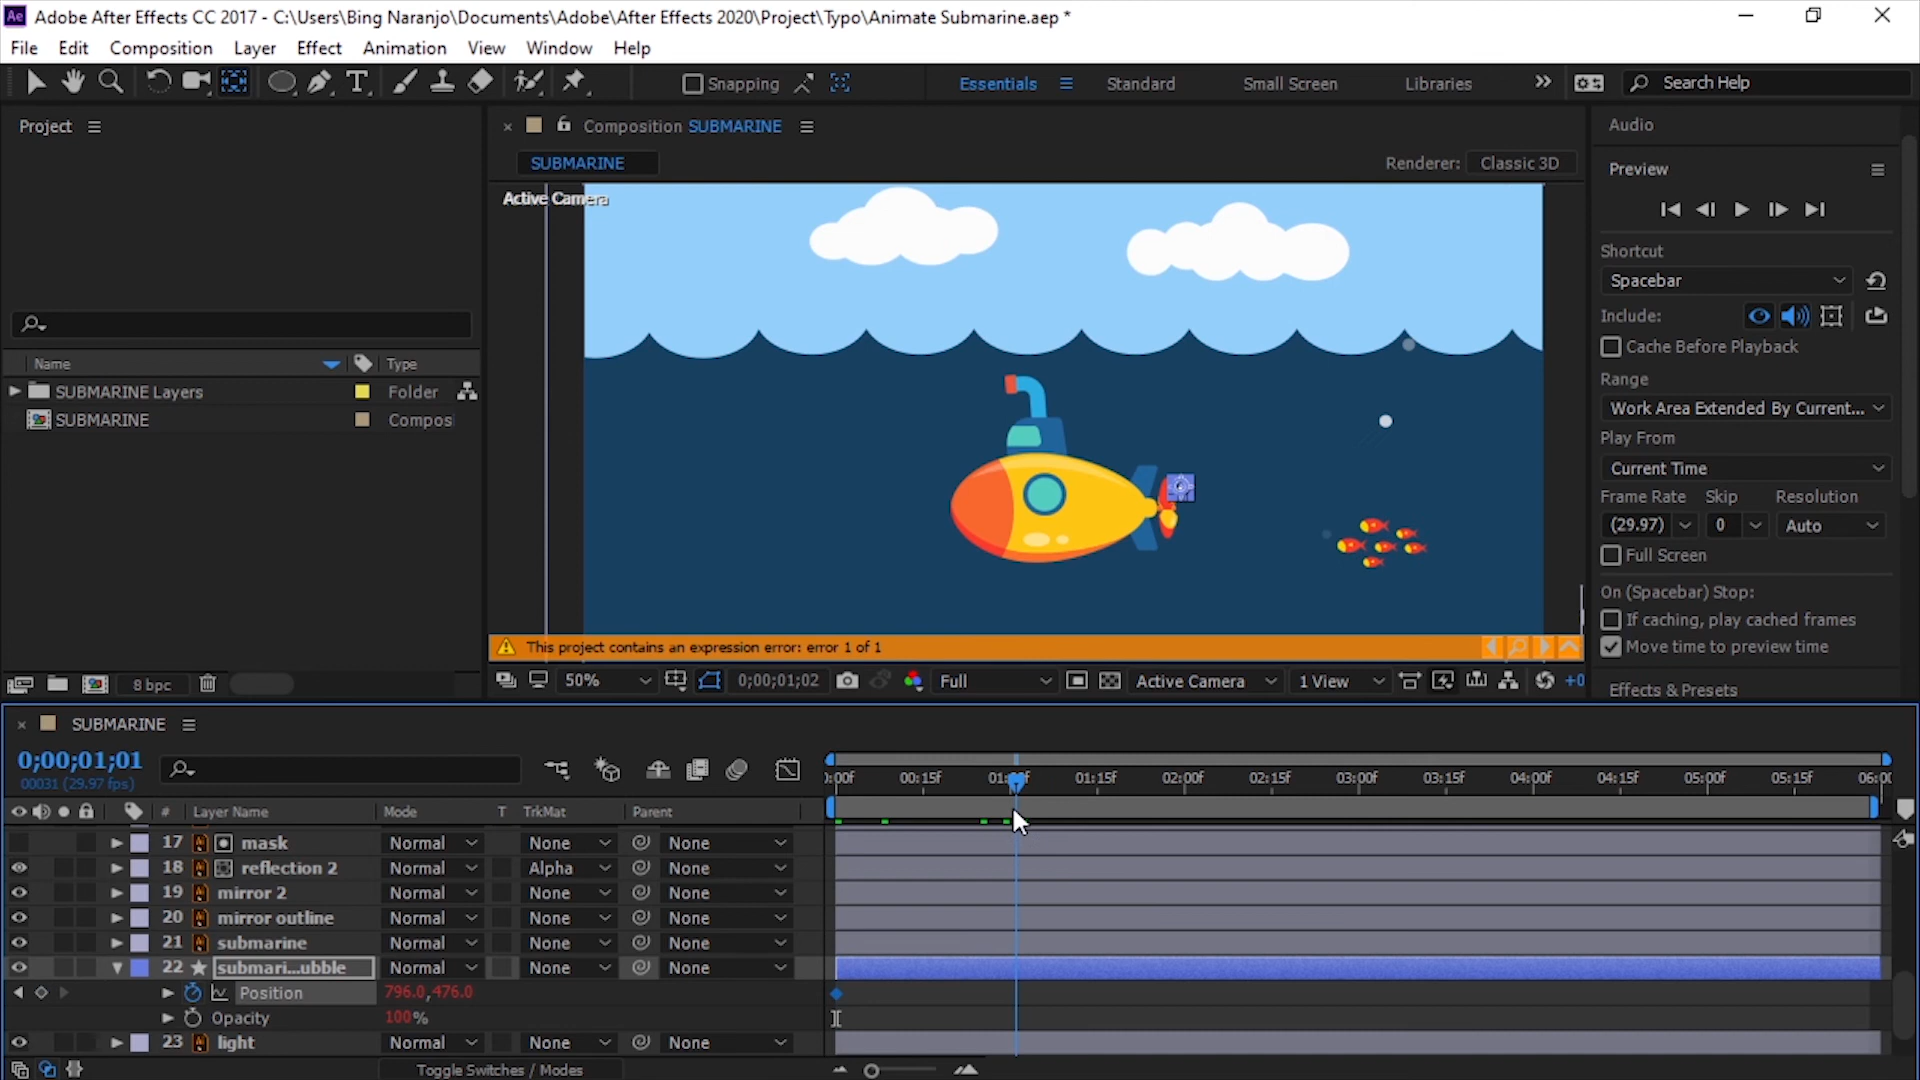 Ae Adobe After Effects CC 2017 - C:\Users\Bing Naranjo\Documents\Adobe\After Effects 2020\Project\Typo\Animate Submarine.aep *
File Edit Composition Layer Effect Animation View Window Help
T Snapping Essentials Standard Small Screen Libraries Search Help
Project
Composition SUBMARINE
SUBMARINE
Renderer: Classic 3D
Active Camera
Name Type
SUBMARINE Layers Folder
SUBMARINE Compos
8 bpc
This project contains an expression error: error 1 of 1
50% 0;00;01;02 Full Active Camera 1 View +0
Audio
Preview
Shortcut
Spacebar
Include:
Cache Before Playback
Range
Work Area Extended By Current...
Play From
Current Time
Frame Rate Skip Resolution
(29.97) 0 Auto
Full Screen
On (Spacebar) Stop:
If caching, play cached frames
Move time to preview time
Effects & Presets
SUBMARINE
0;00;01;01
00031 (29.97 fps)
00:15f 01:15f 02:00f 02:15f 03:00f 03:15f 04:00f 04:15f 05:00f 05:15f
# Layer Name Mode T TrkMat Parent
17 mask Normal None None
18 reflection 2 Normal Alpha None
19 mirror 2 Normal None None
20 mirror outline Normal None None
21 submarine Normal None None
22 submari...ubble Normal None None
Position 796.0,476.0
Opacity 100%
23 light Normal None None
Toggle Switches / Modes